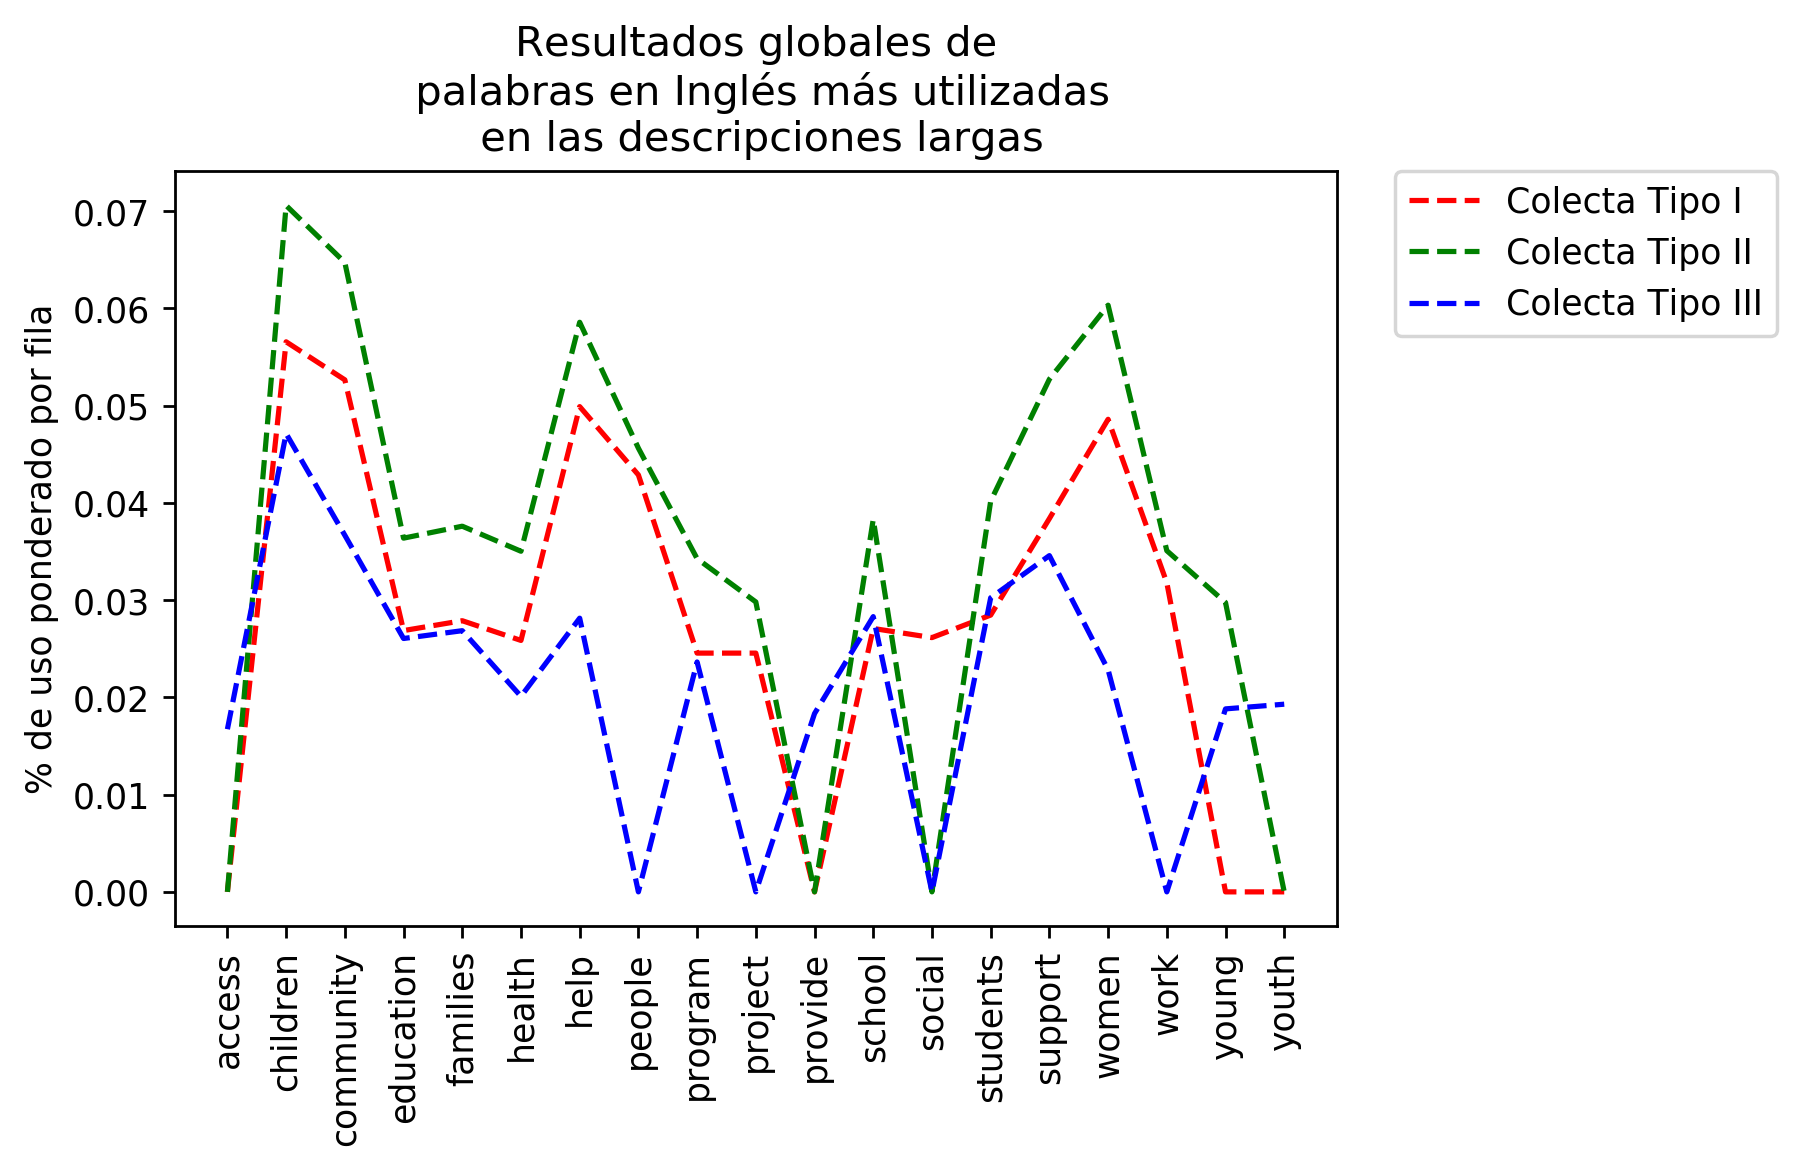 Resultados globales de
palabras en Inglés más utilizadas
en las descripciones largas
Colecta Tipo I
Colecta Tipo II
Colecta Tipo III
% de uso ponderado por fila
0.07
0.06
0.05
0.04
0.03
0.02
0.01
0.00
access
children
community
education
families
health
help
people
program
project
provide
school
social
students
support
women
work
young
youth